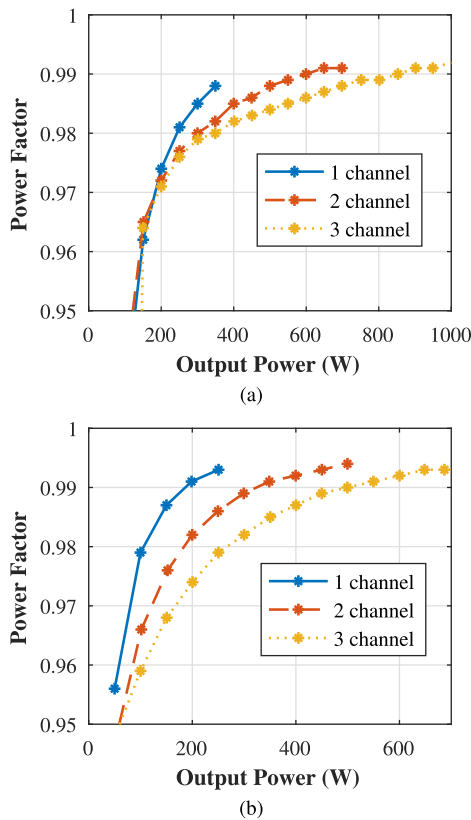 1
0.99
0.98
0.97
0.96
0.95
Power Factor
1 channel
2 channel
3 channel
0 200 400 600 800 1000
Output Power (W)
(a)
1
0.99
0.98
0.97
0.96
0.95
Power Factor
1 channel
2 channel
3 channel
0 200 400 600
Output Power (W)
(b)